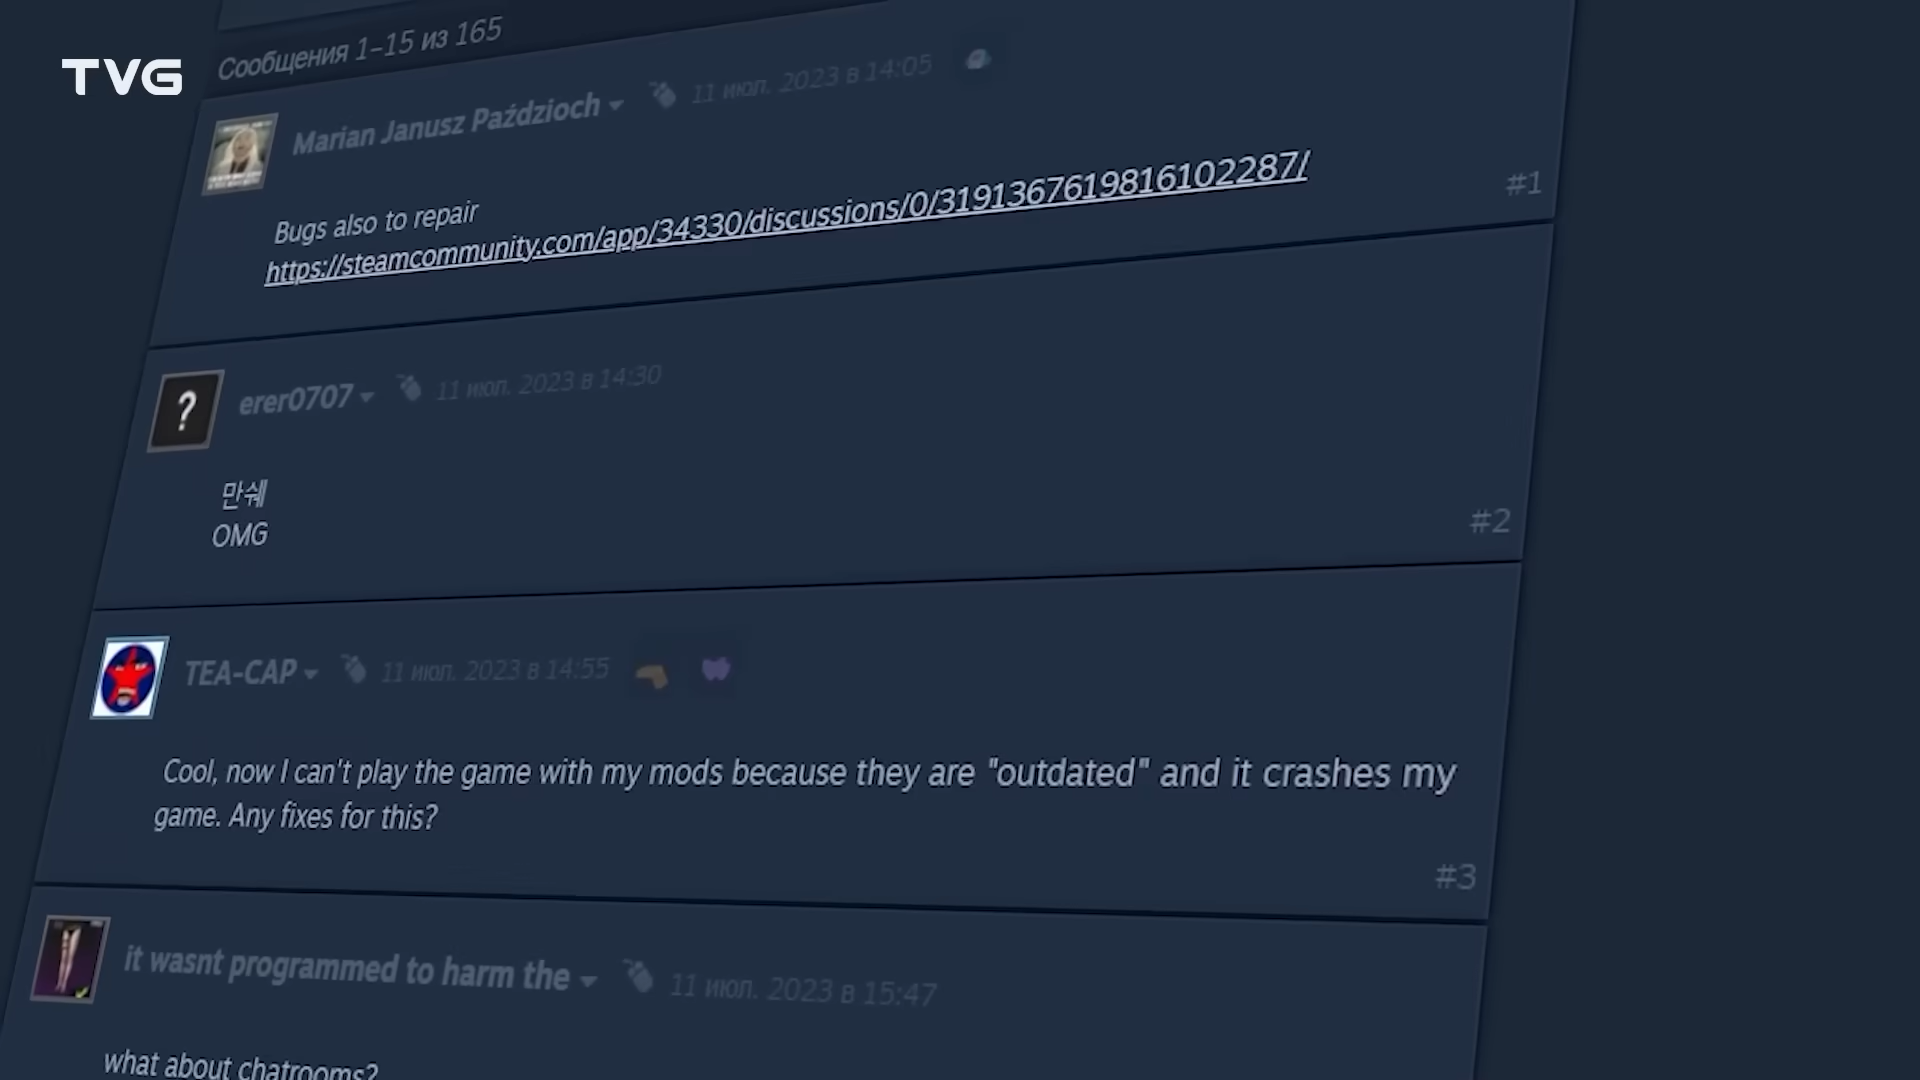 TVG
Сообщения 1–15 из 165
Marian Janusz Paździoch 11 июл. 2023 в 14:05
Bugs also to repair
https://steamcommunity.com/app/34330/discussions/0/3191367619816102287/
#1
erer0707 11 июл. 2023 в 14:30
만쉐
OMG
#2
TEA-CAP 11 июл. 2023 в 14:55
Cool, now I can't play the game with my mods because they are "outdated" and it crashes my
game. Any fixes for this?
#3
it wasnt programmed to harm the 11 июл. 2023 в 15:47
what about chatrooms?